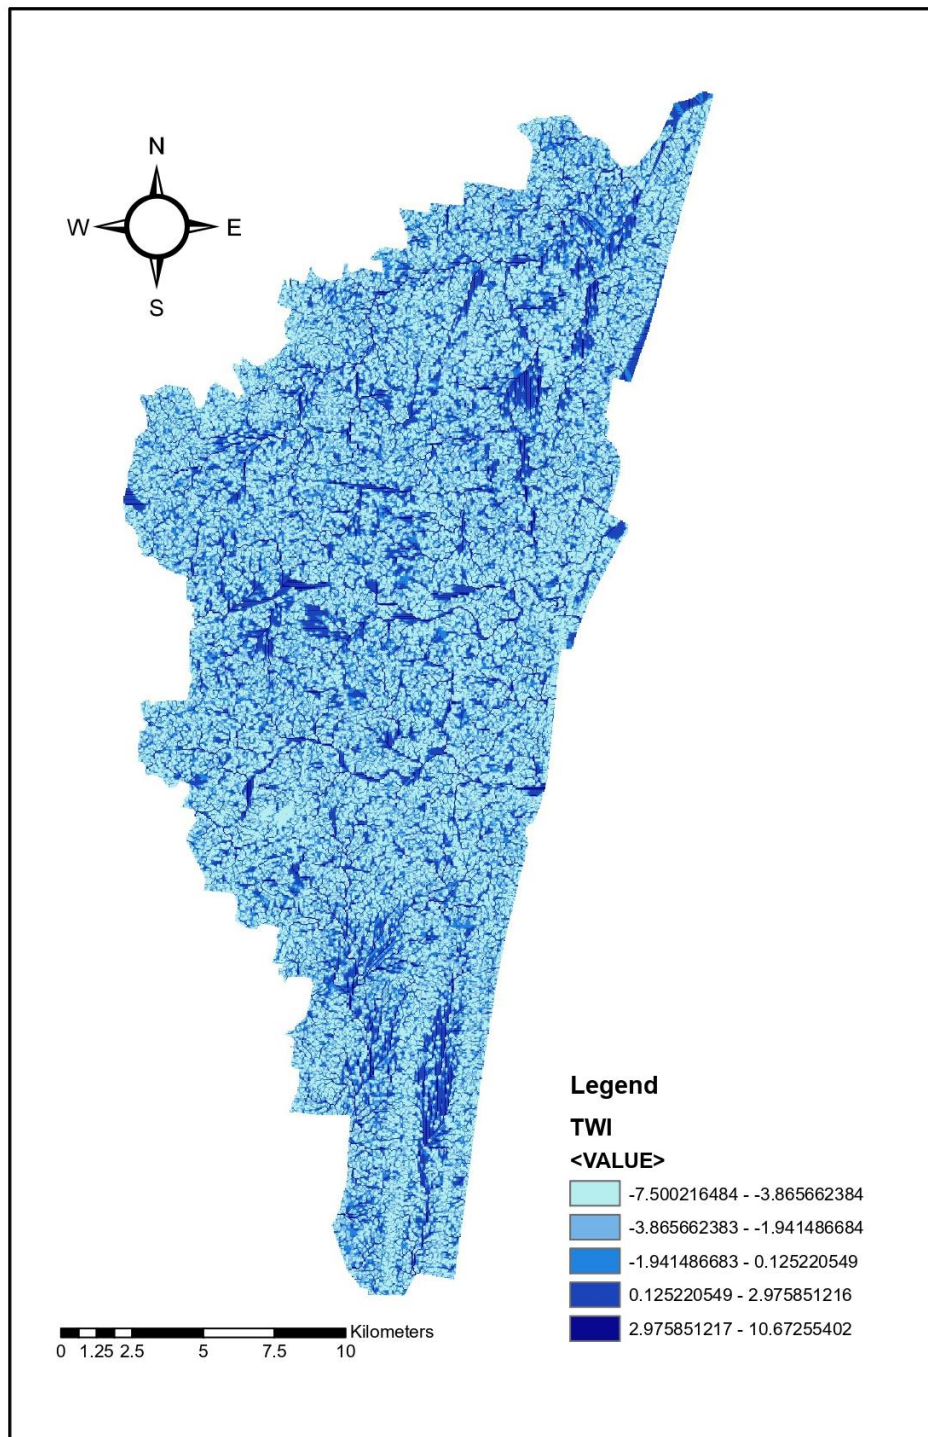 N
W E
S
Legend
TWI
<VALUE>
-7.500216484 - -3.865662384
-3.865662383 - -1.941486684
-1.941486683 - 0.125220549
0.125220549 - 2.975851216
2.975851217 - 10.67255402
Kilometers
0 1.25 2.5 5 7.5 10